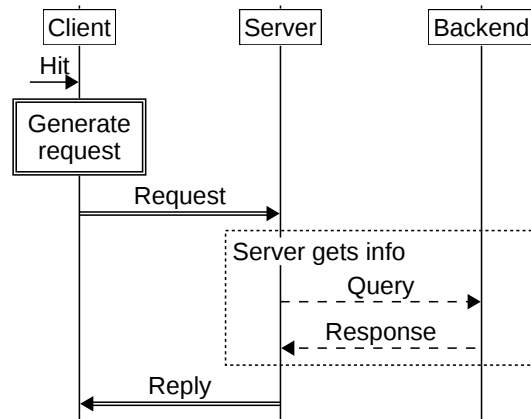 Client
Server
Backend
Hit
Generate
request
Request
Server gets info
Query
Response
Reply